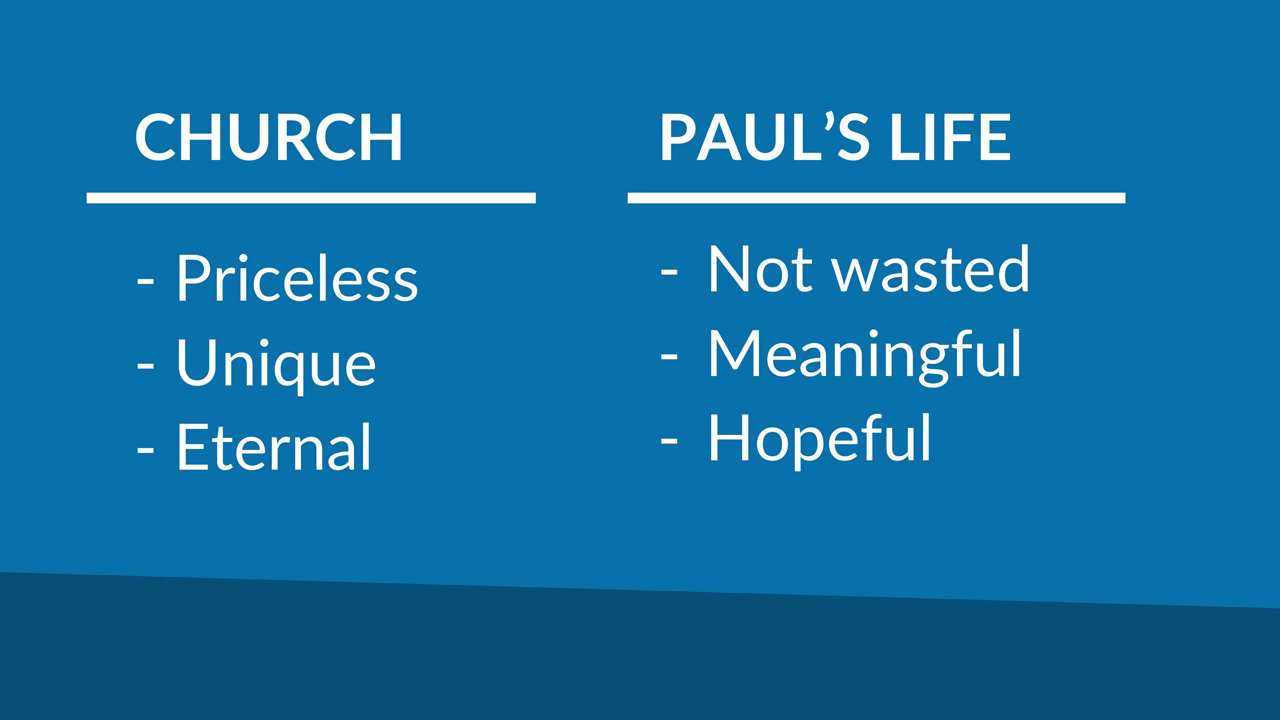 CHURCH
- Priceless
- Unique
- Eternal
PAUL’S LIFE
- Not wasted
- Meaningful
- Hopeful